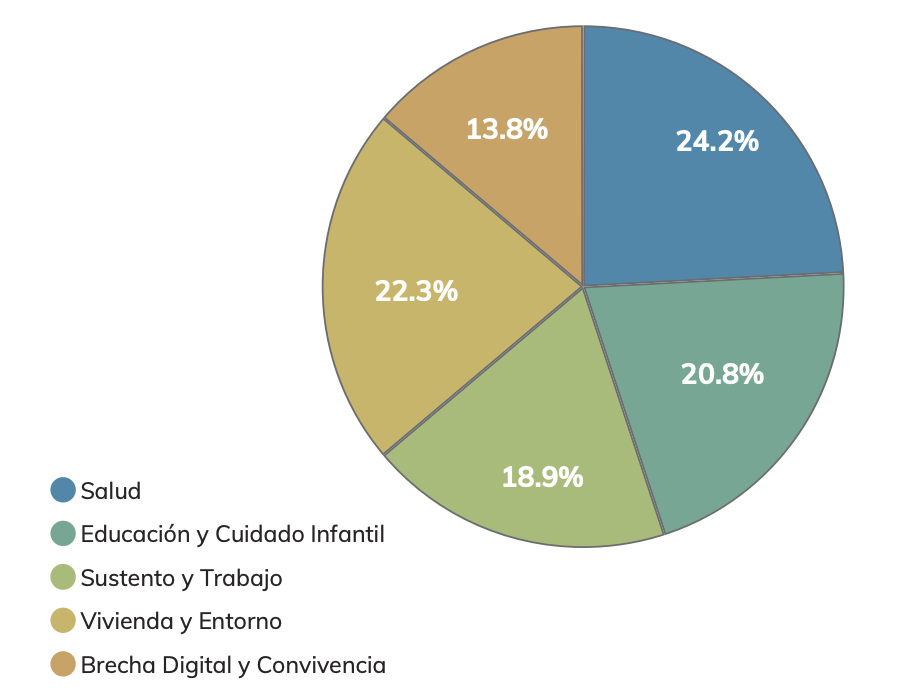 13.8%
24.2%
22.3%
20.8%
18.9%
Salud
Educación y Cuidado Infantil
Sustento y Trabajo
Vivienda y Entorno
Brecha Digital y Convivencia